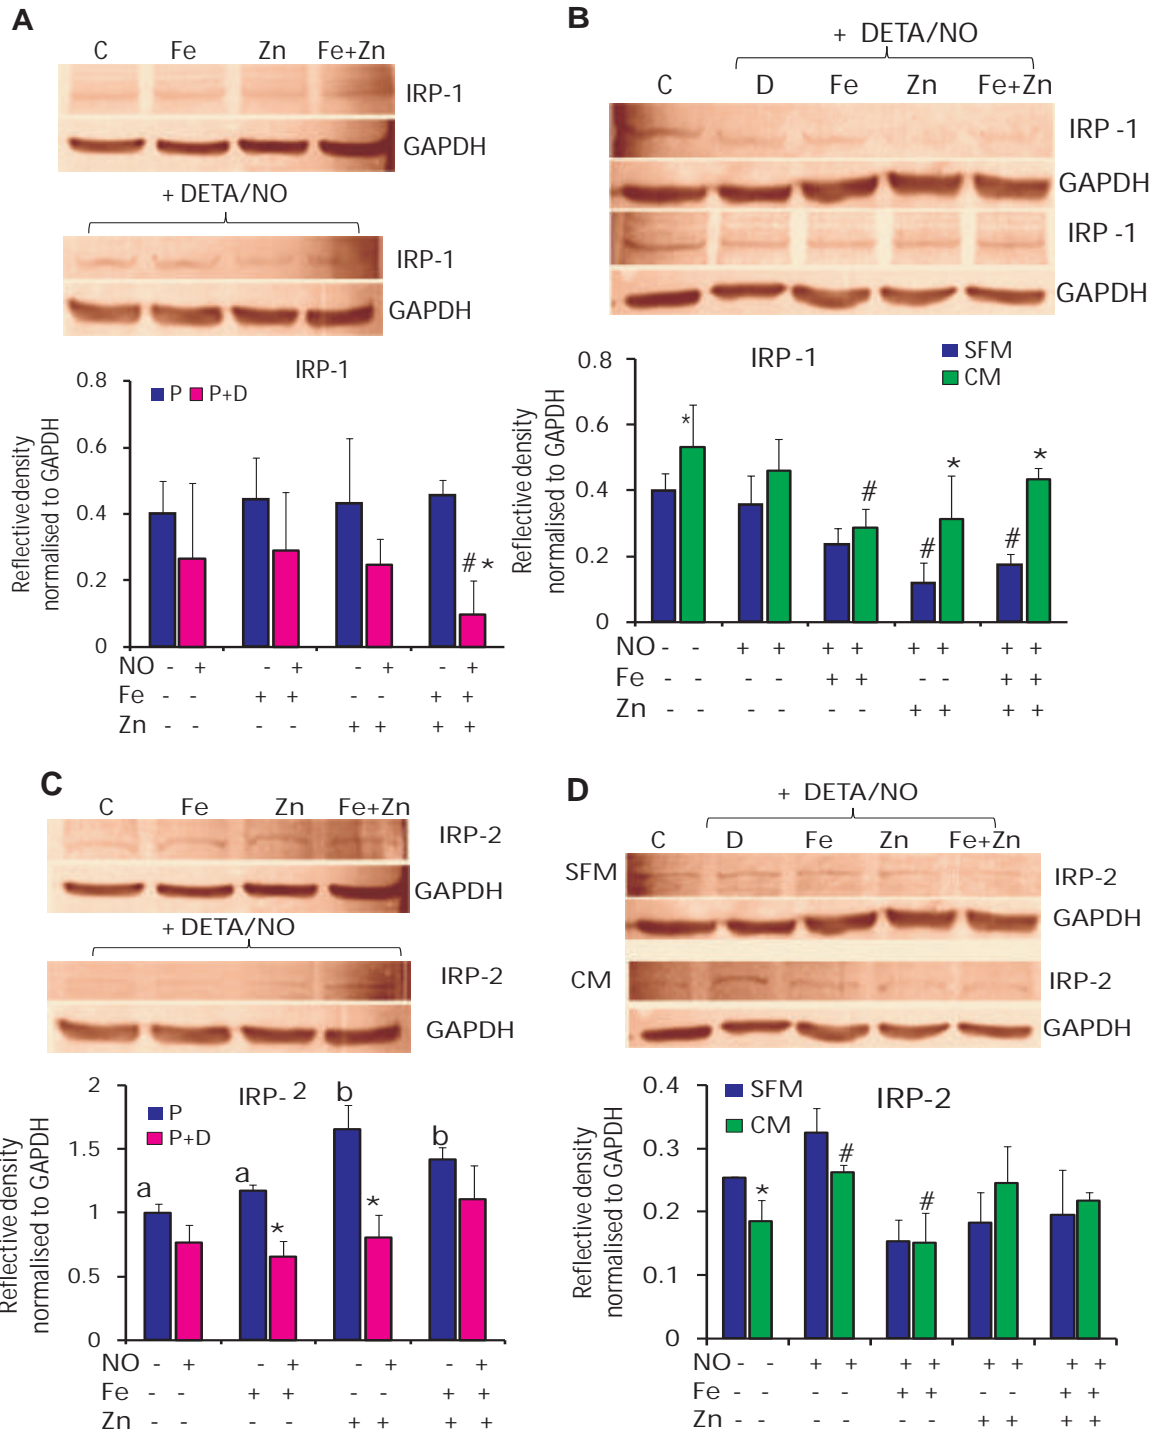 A
C Fe Zn Fe+Zn
IRP-1
GAPDH
+ DETA/NO
IRP-1
GAPDH
IRP-1
P P+D
Reflective density
normalised to GAPDH
0.8
0.6
0.4
0.2
0
# *
NO - + - + - + +
Fe - - + + - - + +
Zn - - - - + + + +
B
+ DETA/NO
C D Fe Zn Fe+Zn
IRP -1
GAPDH
IRP -1
GAPDH
IRP -1
SFM
CM
Reflective density
normalised to GAPDH
0.8
0.6
0.4
0.2
0
* # # * # *
NO - - + + + + + + + +
Fe - - - - + + - - + +
Zn - - - - - - + + + +
C
C Fe Zn Fe+Zn
IRP-2
GAPDH
+ DETA/NO
IRP-2
GAPDH
IRP- 2
P
P+D
Reflective density
normalised to GAPDH
2
1.5
1
0.5
0
a a * b * b
NO - + - + - + - +
Fe - - + + - - + +
Zn - - - - + + + +
D
+ DETA/NO
C D Fe Zn Fe+Zn
SFM
IRP-2
GAPDH
CM
IRP-2
GAPDH
SFM
CM
IRP-2
Reflective density
normalised to GAPDH
0.4
0.3
0.2
0.1
0
* # #
NO - - + + + + + + + +
Fe - - - - + + - - + +
Zn - - - - - - + + + +